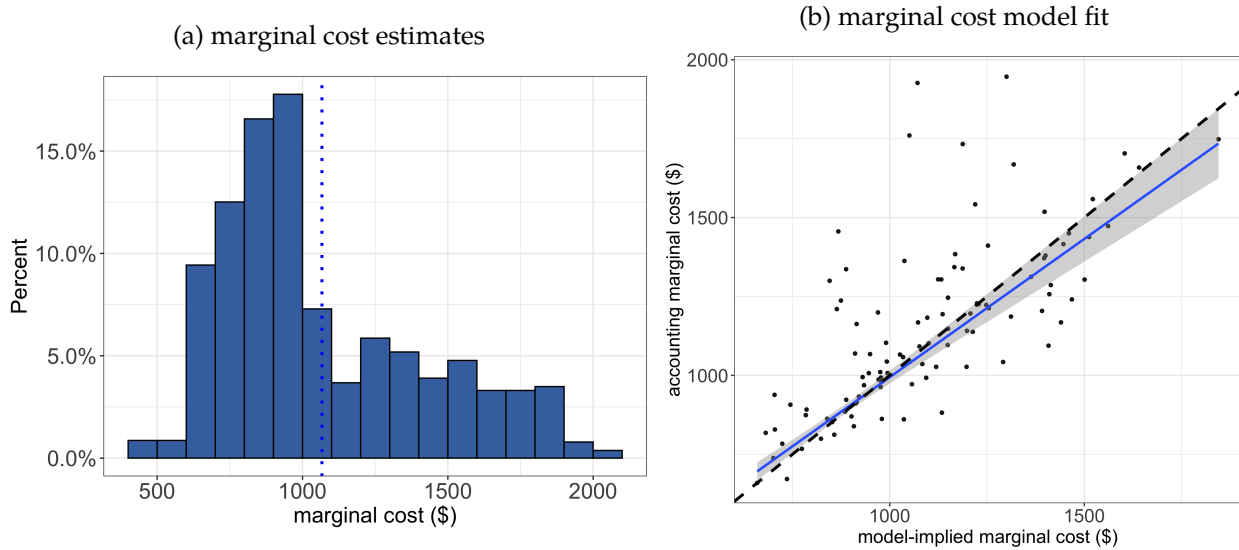 (a) marginal cost estimates
Percent
15.0%
10.0%
5.0%
0.0%
500 1000 1500 2000
marginal cost ($)
(b) marginal cost model fit
accounting marginal cost ($)
2000
1500
1000
1000 1500
model-implied marginal cost ($)